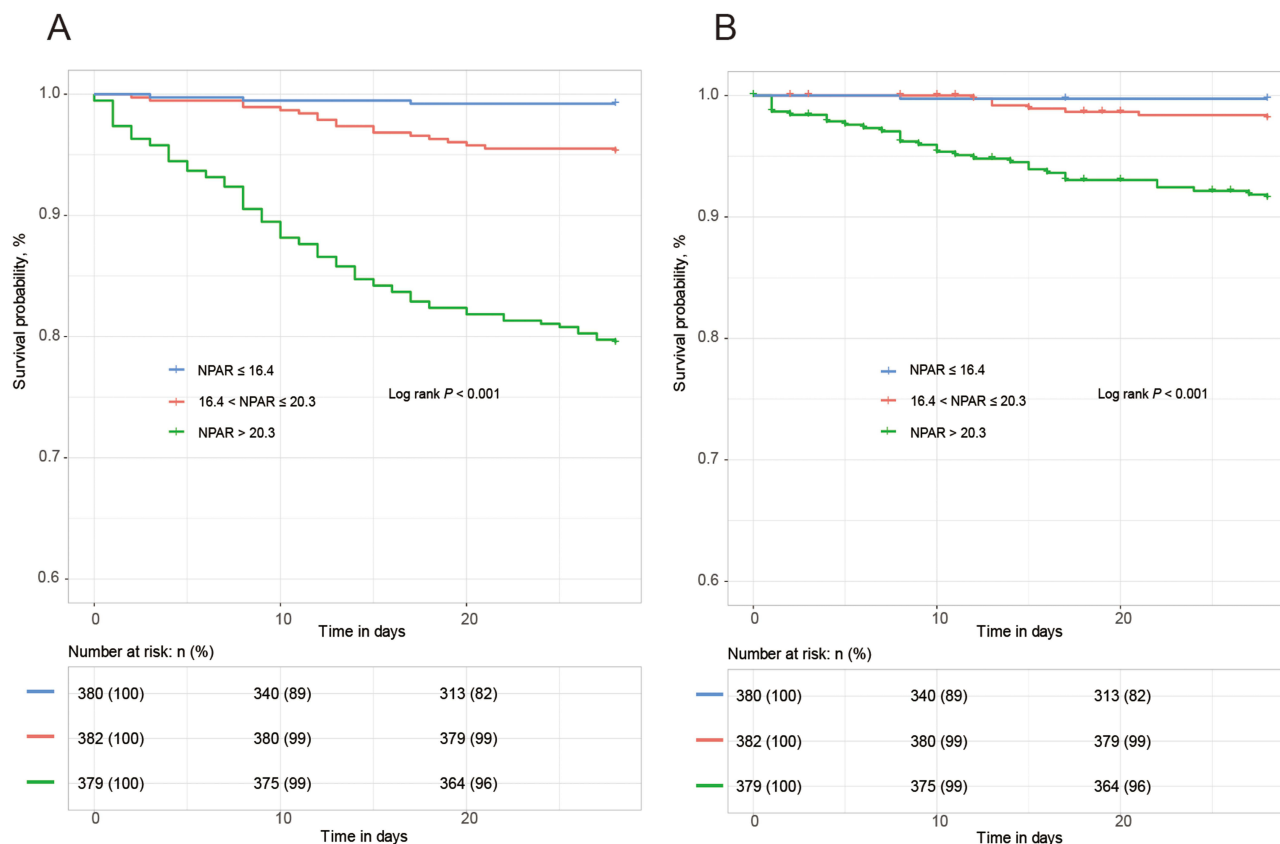 A
1.0
0.9
0.8
0.7
0.6
Survival probability, %
NPAR ≤ 16.4
16.4 < NPAR ≤ 20.3
NPAR > 20.3
Log rank P < 0.001
0 10 20
Time in days
Number at risk: n (%)
380 (100) 340 (89) 313 (82)
382 (100) 380 (99) 379 (99)
379 (100) 375 (99) 364 (96)
0 10 20
Time in days
B
1.0
0.9
0.8
0.7
0.6
Survival probability, %
NPAR ≤ 16.4
16.4 < NPAR ≤ 20.3
NPAR > 20.3
Log rank P < 0.001
0 10 20
Time in days
Number at risk: n (%)
380 (100) 340 (89) 313 (82)
382 (100) 380 (99) 379 (99)
379 (100) 375 (99) 364 (96)
0 10 20
Time in days